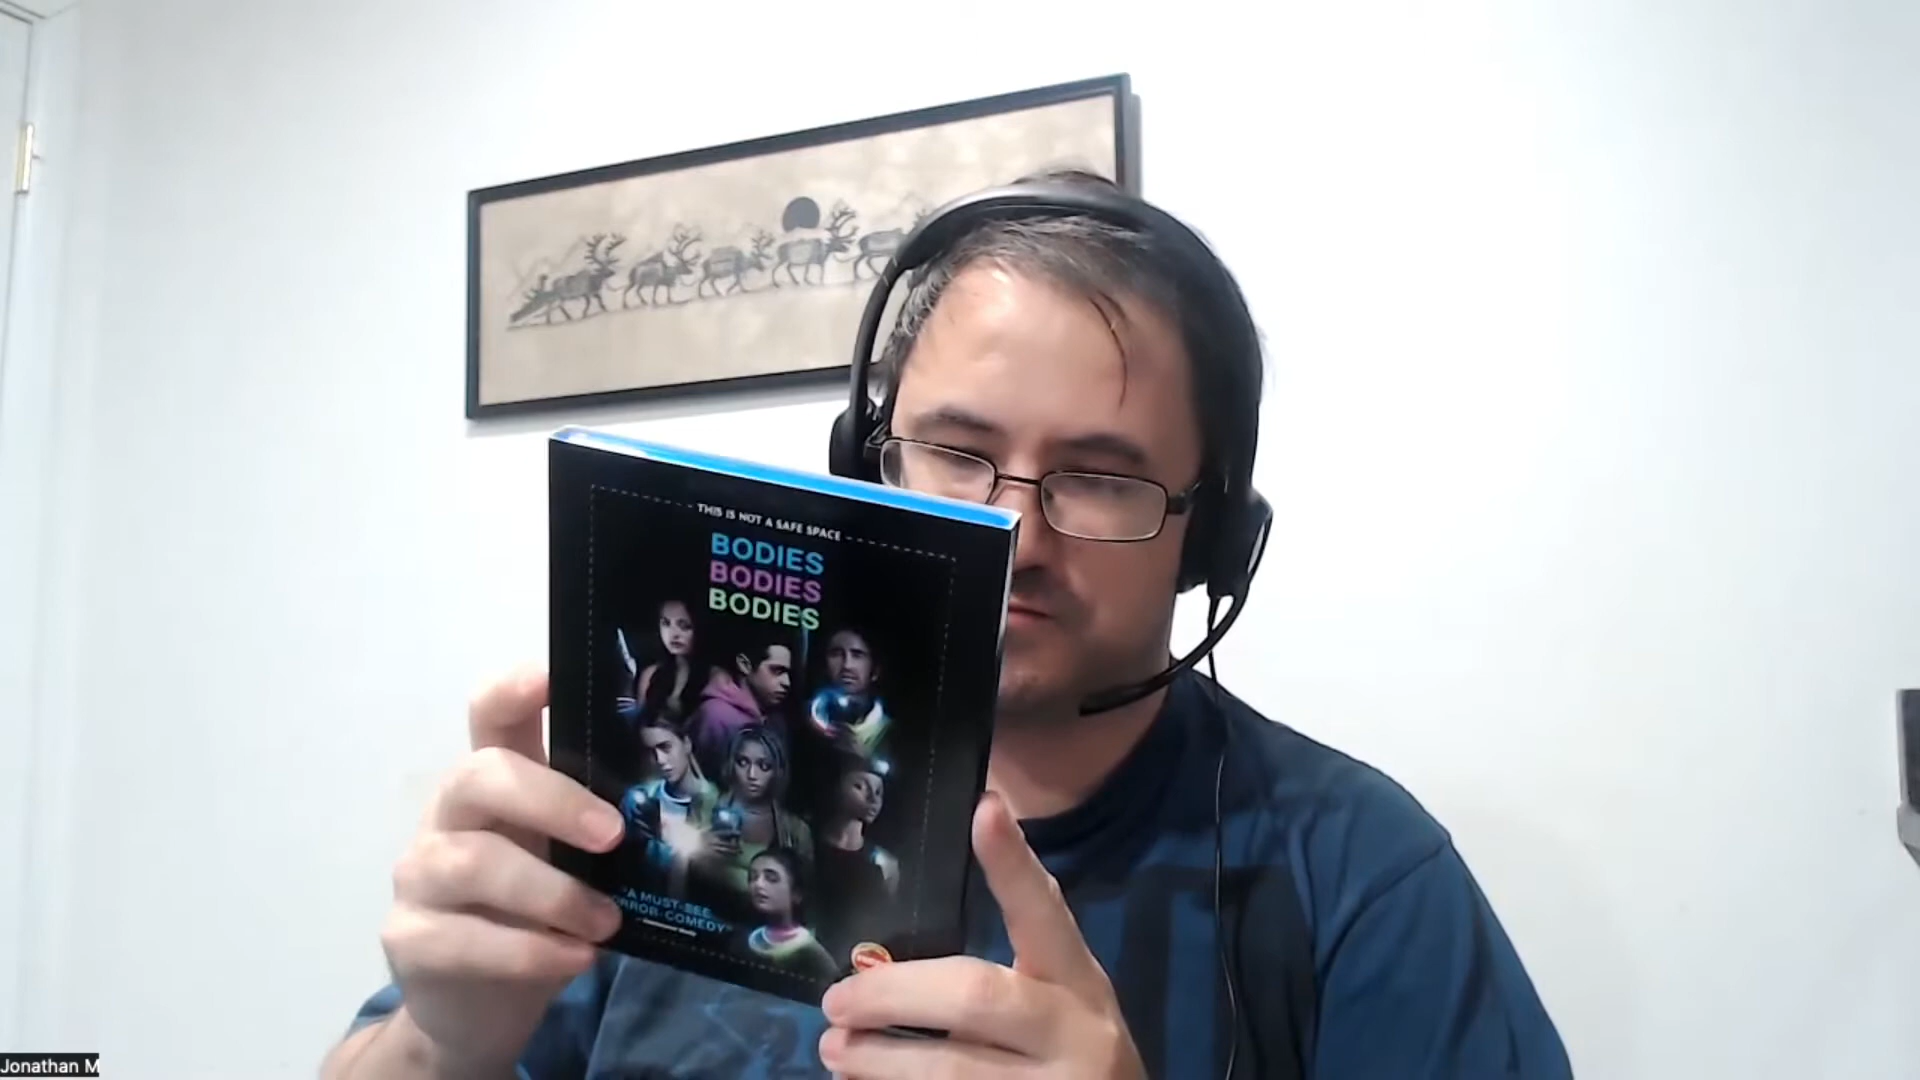 THIS IS NOT A SAFE SPACE
BODIES
BODIES
BODIES
"A MUST-SEE
HORROR-COMEDY"
Jonathan M